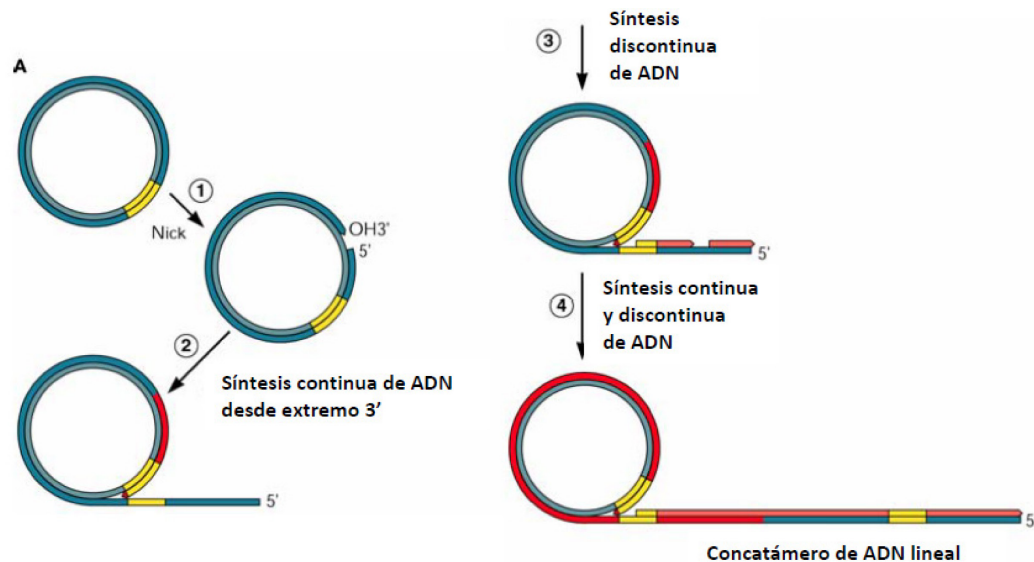 A
1
Nick
OH3'
5'
2
Síntesis continua de ADN
desde extremo 3'
5'
3
Síntesis
discontinua
de ADN
5'
4
Síntesis continua
y discontinua
de ADN
5'
Concatámero de ADN lineal